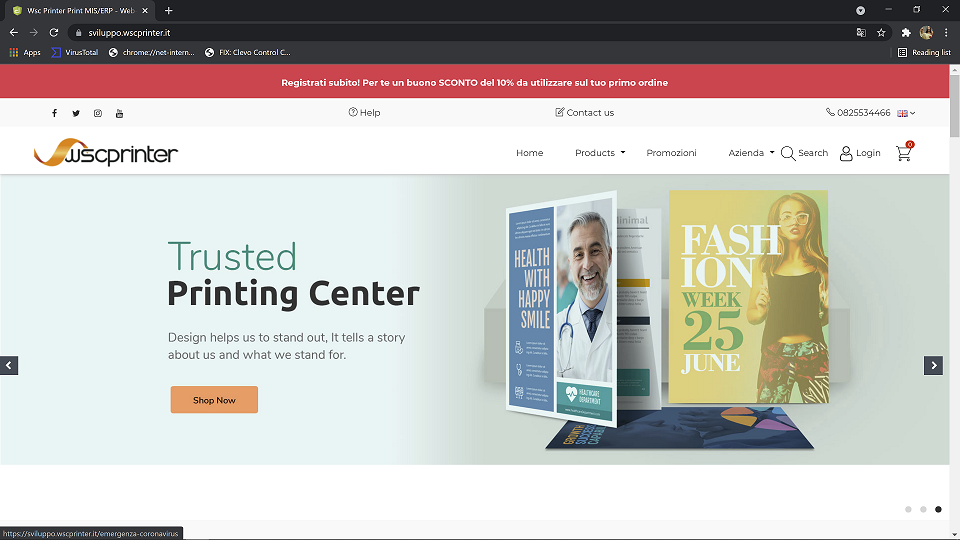 Wsc Printer Print MIS/ERP - Web-
sviluppo.wscprinter.it
Apps VirusTotal chrome://net-intern... FIX: Clevo Control C... Reading list
Registrati subito! Per te un buono SCONTO del 10% da utilizzare sul tuo primo ordine
Help Contact us 0825534466
wscprinter
Home Products Promozioni Azienda Search Login 0
Trusted
Printing Center
Design helps us to stand out, It tells a story
about us and what we stand for.
Shop Now
HEALTH
WITH
HAPPY
SMILE
HEALTHCARE
DEPARTMENT
Minimal
FASH
ION
WEEK
25
JUNE
GROWTH
SUCCESS
https://sviluppo.wscprinter.it/emergenza-coronavirus